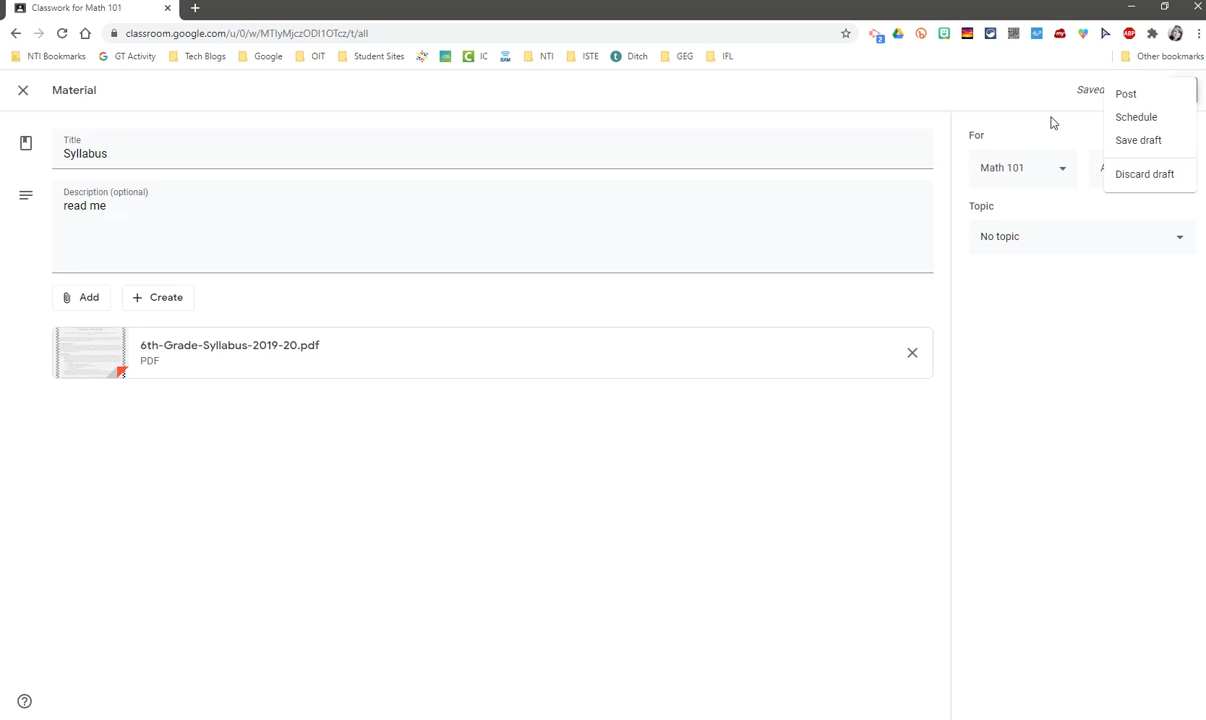 Classwork for Math 101
classroom.google.com/u/0/w/MTIyMjczODI1OTcz/t/all
NTI Bookmarks
GT Activity
Tech Blogs
Google
OIT
Student Sites
IC
NTI
ISTE
Ditch
GEG
IFL
Other bookmarks
Material
Saved
Post
Schedule
Save draft
Discard draft
Title
Syllabus
For
Math 101
A
Description (optional)
read me
Topic
No topic
Add
Create
6th-Grade-Syllabus-2019-20.pdf
PDF